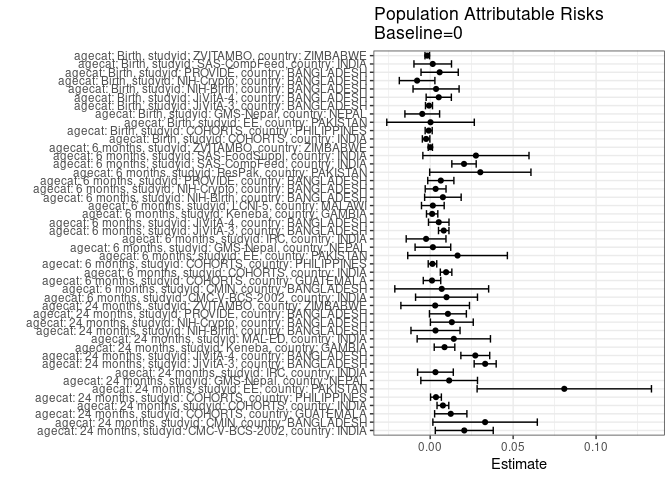 Population Attributable Risks
Baseline=0
agecat: Birth, studyid: ZVITAMBO, country: ZIMBABWE
agecat: Birth, studyid: SAS-CompFeed, country: INDIA
agecat: Birth, studyid: PROVIDE, country: BANGLADESH
agecat: Birth, studyid: NIH-Crypto, country: BANGLADESH
agecat: Birth, studyid: NIH-Birth, country: BANGLADESH
agecat: Birth, studyid: JiVitA-4, country: BANGLADESH
agecat: Birth, studyid: JiVitA-3, country: BANGLADESH
agecat: Birth, studyid: GMS-Nepal, country: NEPAL
agecat: Birth, studyid: EE, country: PAKISTAN
agecat: Birth, studyid: COHORTS, country: PHILIPPINES
agecat: Birth, studyid: COHORTS, country: INDIA
agecat: 6 months, studyid: ZVITAMBO, country: ZIMBABWE
agecat: 6 months, studyid: SAS-FoodSuppl, country: INDIA
agecat: 6 months, studyid: SAS-CompFeed, country: INDIA
agecat: 6 months, studyid: ResPak, country: PAKISTAN
agecat: 6 months, studyid: PROVIDE, country: BANGLADESH
agecat: 6 months, studyid: NIH-Crypto, country: BANGLADESH
agecat: 6 months, studyid: NIH-Birth, country: BANGLADESH
agecat: 6 months, studyid: LCNI-5, country: MALAWI
agecat: 6 months, studyid: Keneba, country: GAMBIA
agecat: 6 months, studyid: JiVitA-4, country: BANGLADESH
agecat: 6 months, studyid: JiVitA-3, country: BANGLADESH
agecat: 6 months, studyid: IRC, country: INDIA
agecat: 6 months, studyid: GMS-Nepal, country: NEPAL
agecat: 6 months, studyid: EE, country: PAKISTAN
agecat: 6 months, studyid: COHORTS, country: PHILIPPINES
agecat: 6 months, studyid: COHORTS, country: INDIA
agecat: 6 months, studyid: COHORTS, country: GUATEMALA
agecat: 6 months, studyid: CMIN, country: BANGLADESH
agecat: 6 months, studyid: CMC-V-BCS-2002, country: INDIA
agecat: 24 months, studyid: ZVITAMBO, country: ZIMBABWE
agecat: 24 months, studyid: PROVIDE, country: BANGLADESH
agecat: 24 months, studyid: NIH-Crypto, country: BANGLADESH
agecat: 24 months, studyid: NIH-Birth, country: BANGLADESH
agecat: 24 months, studyid: MAL-ED, country: INDIA
agecat: 24 months, studyid: Keneba, country: GAMBIA
agecat: 24 months, studyid: JiVitA-4, country: BANGLADESH
agecat: 24 months, studyid: JiVitA-3, country: BANGLADESH
agecat: 24 months, studyid: IRC, country: INDIA
agecat: 24 months, studyid: GMS-Nepal, country: NEPAL
agecat: 24 months, studyid: EE, country: PAKISTAN
agecat: 24 months, studyid: COHORTS, country: PHILIPPINES
agecat: 24 months, studyid: COHORTS, country: INDIA
agecat: 24 months, studyid: COHORTS, country: GUATEMALA
agecat: 24 months, studyid: CMIN, country: BANGLADESH
agecat: 24 months, studyid: CMC-V-BCS-2002, country: INDIA
0.00 0.05 0.10
Estimate